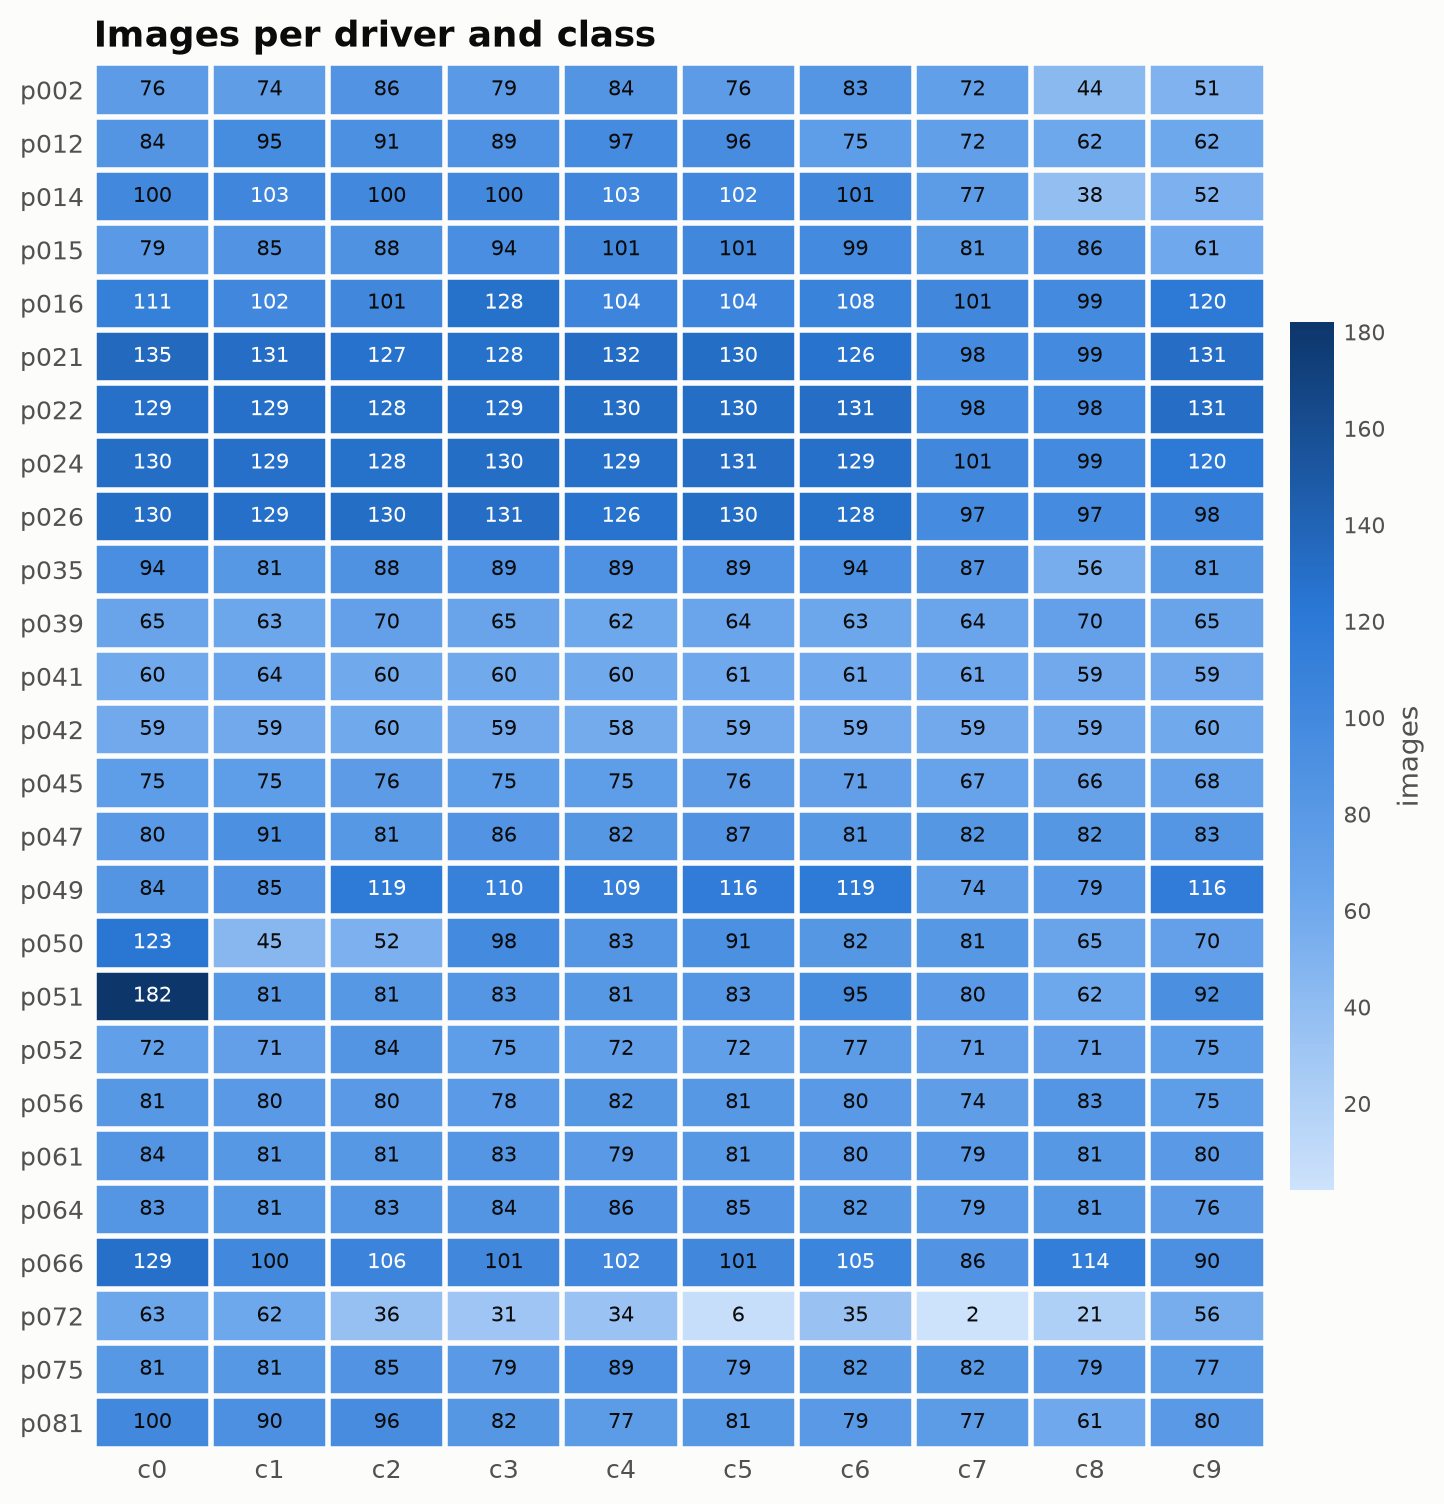 Images per driver and class
p002 76 74 86 79 84 76 83 72 44 51
p012 84 95 91 89 97 96 75 72 62 62
p014 100 103 100 100 103 102 101 77 38 52
p015 79 85 88 94 101 101 99 81 86 61
p016 111 102 101 128 104 104 108 101 99 120
p021 135 131 127 128 132 130 126 98 99 131
p022 129 129 128 129 130 130 131 98 98 131
p024 130 129 128 130 129 131 129 101 99 120
p026 130 129 130 131 126 130 128 97 97 98
p035 94 81 88 89 89 89 94 87 56 81
p039 65 63 70 65 62 64 63 64 70 65
p041 60 64 60 60 60 61 61 61 59 59
p042 59 59 60 59 58 59 59 59 59 60
p045 75 75 76 75 75 76 71 67 66 68
p047 80 91 81 86 82 87 81 82 82 83
p049 84 85 119 110 109 116 119 74 79 116
p050 123 45 52 98 83 91 82 81 65 70
p051 182 81 81 83 81 83 95 80 62 92
p052 72 71 84 75 72 72 77 71 71 75
p056 81 80 80 78 82 81 80 74 83 75
p061 84 81 81 83 79 81 80 79 81 80
p064 83 81 83 84 86 85 82 79 81 76
p066 129 100 106 101 102 101 105 86 114 90
p072 63 62 36 31 34 6 35 2 21 56
p075 81 81 85 79 89 79 82 82 79 77
p081 100 90 96 82 77 81 79 77 61 80
c0 c1 c2 c3 c4 c5 c6 c7 c8 c9
180
160
140
120
100
80
60
40
20
images